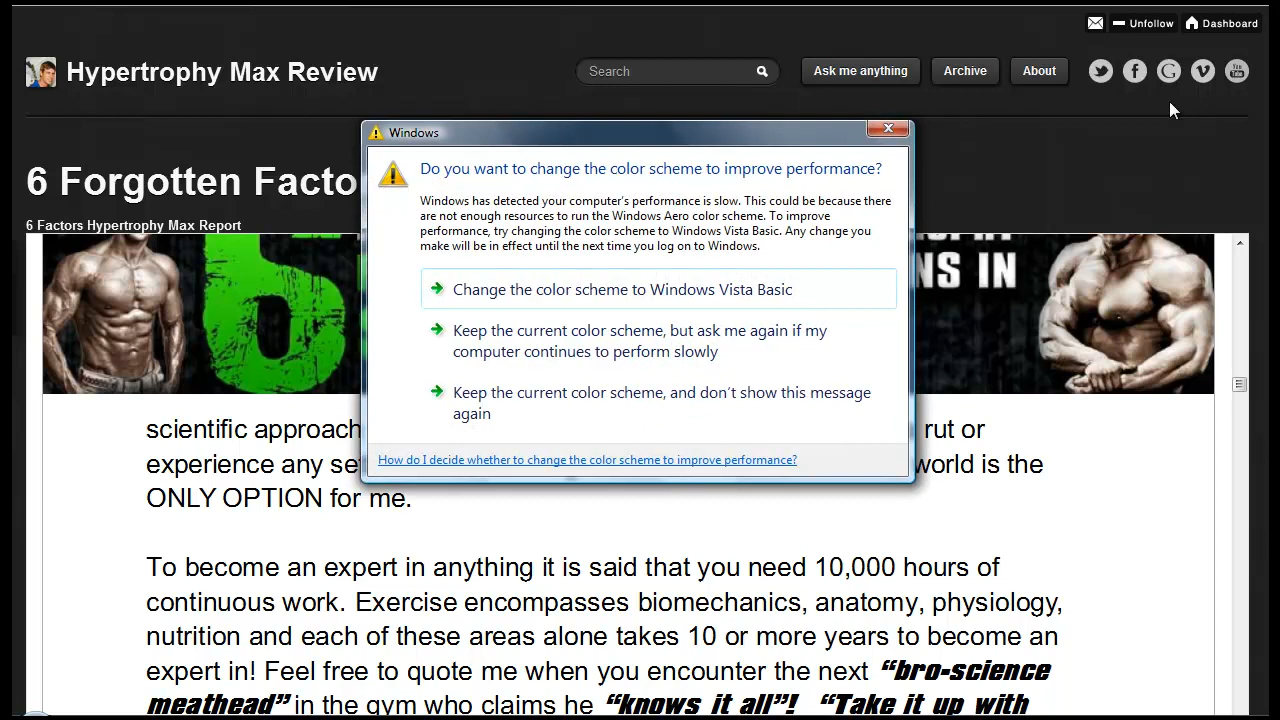 Unfollow Dashboard
Hypertrophy Max Review
Search
Ask me anything
Archive
About
You
Windows
Do you want to change the color scheme to improve performance?
Windows has detected your computer's performance is slow. This could be because there
are not enough resources to run the Windows Aero color scheme. To improve
performance, try changing the color scheme to Windows Vista Basic. Any change you
make will be in effect until the next time you log on to Windows.
Change the color scheme to Windows Vista Basic
Keep the current color scheme, but ask me again if my
computer continues to perform slowly
Keep the current color scheme, and don't show this message
again
How do I decide whether to change the color scheme to improve performance?
6 Forgotten Facto
6 Factors Hypertrophy Max Report
6
NS IN
scientific approach rut or
experience any se world is the
ONLY OPTION for me.
To become an expert in anything it is said that you need 10,000 hours of
continuous work. Exercise encompasses biomechanics, anatomy, physiology,
nutrition and each of these areas alone takes 10 or more years to become an
expert in! Feel free to quote me when you encounter the next “bro-science
meathead” in the gym who claims he “knows it all”! “Take it up with